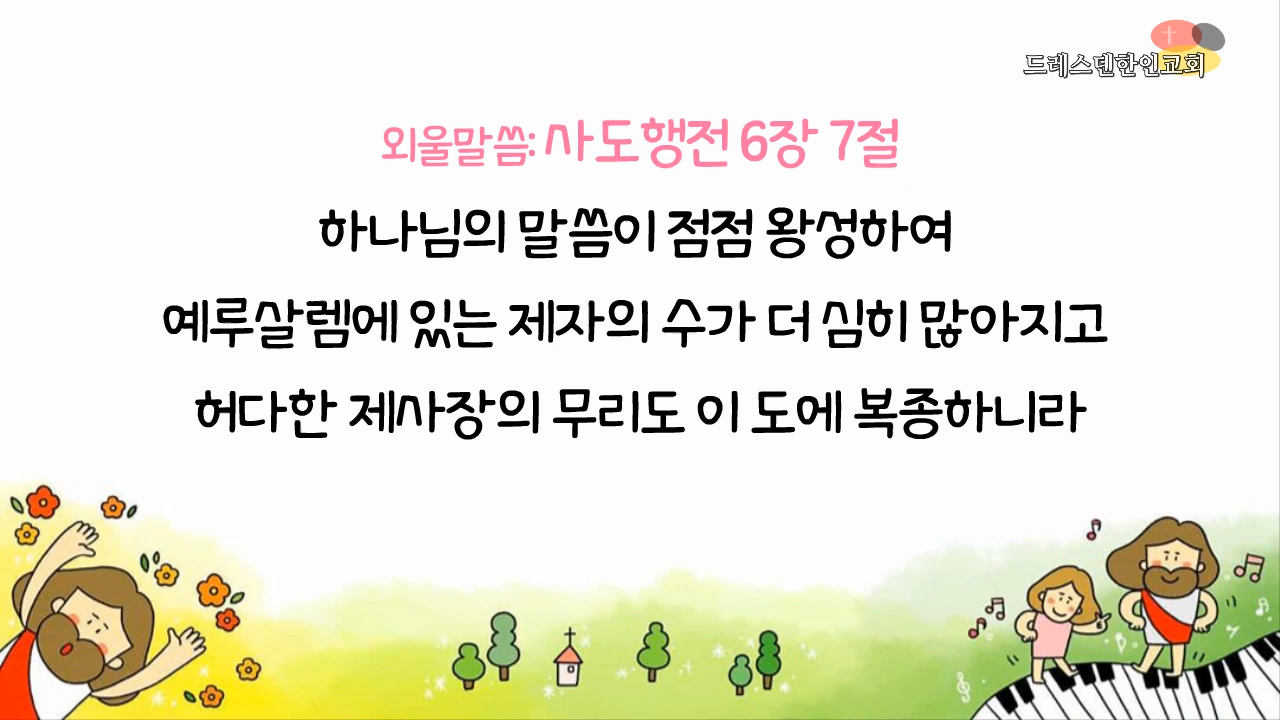 드레스덴한인교회
외울말씀: 사도행전 6장 7절
하나님의 말씀이 점점 왕성하여
예루살렘에 있는 제자의 수가 더 심히 많아지고
허다한 제사장의 무리도 이 도에 복종하니라